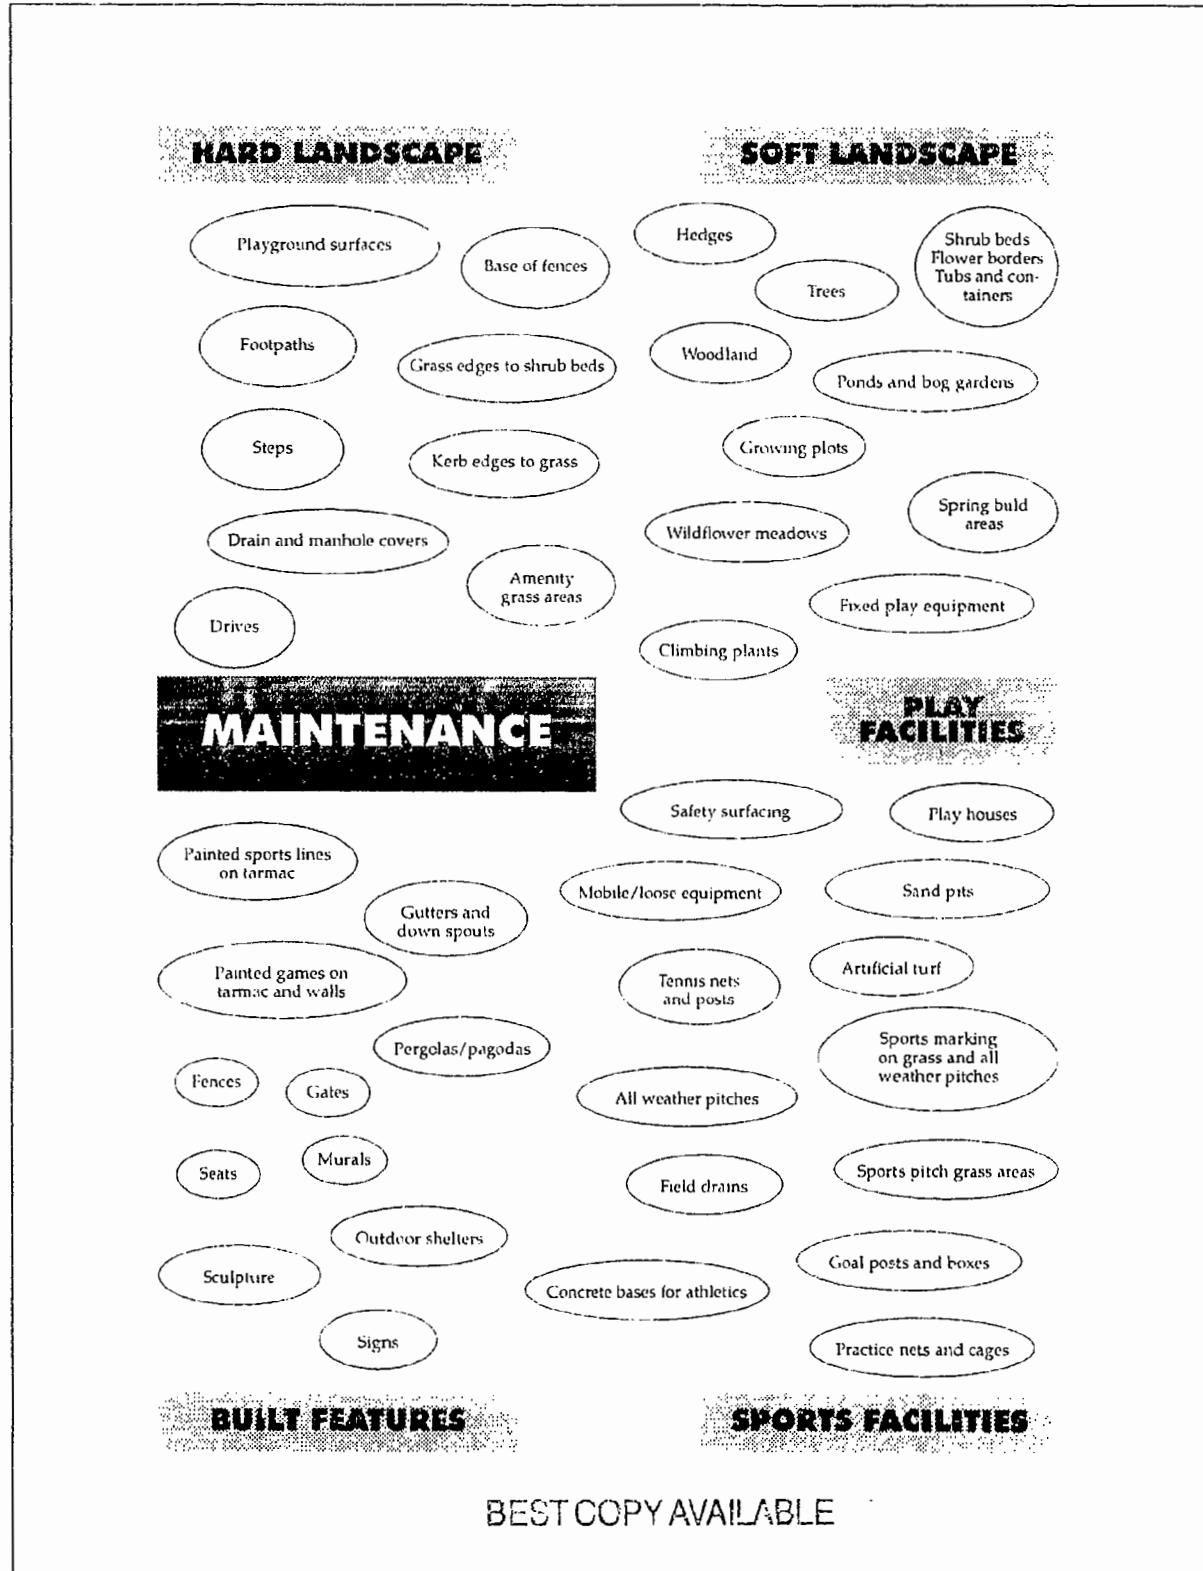 HARD LANDSCAPE
SOFT LANDSCAPE
Playground surfaces
Base of fences
Footpaths
Grass edges to shrub beds
Steps
Kerb edges to grass
Drain and manhole covers
Amenity
grass areas
Drives
Hedges
Shrub beds
Flower borders
Tubs and con-
tainers
Trees
Woodland
Ponds and bog gardens
Growing plots
Spring buld
areas
Wildflower meadows
Fixed play equipment
Climbing plants
MAINTENANCE
PLAY
FACILITIES
Safety surfacing
Play houses
Mobile/loose equipment
Sand pits
Painted sports lines
on tarmac
Gutters and
down spouts
Painted games on
tarmac and walls
Pergolas/pagodas
Fences
Gates
Seats
Murals
Outdoor shelters
Sculpture
Signs
Artificial turf
Tennis nets
and posts
Sports marking
on grass and all
weather pitches
All weather pitches
Sports pitch grass areas
Field drains
Goal posts and boxes
Concrete bases for athletics
Practice nets and cages
BUILT FEATURES
SPORTS FACILITIES
BEST COPY AVAILABLE